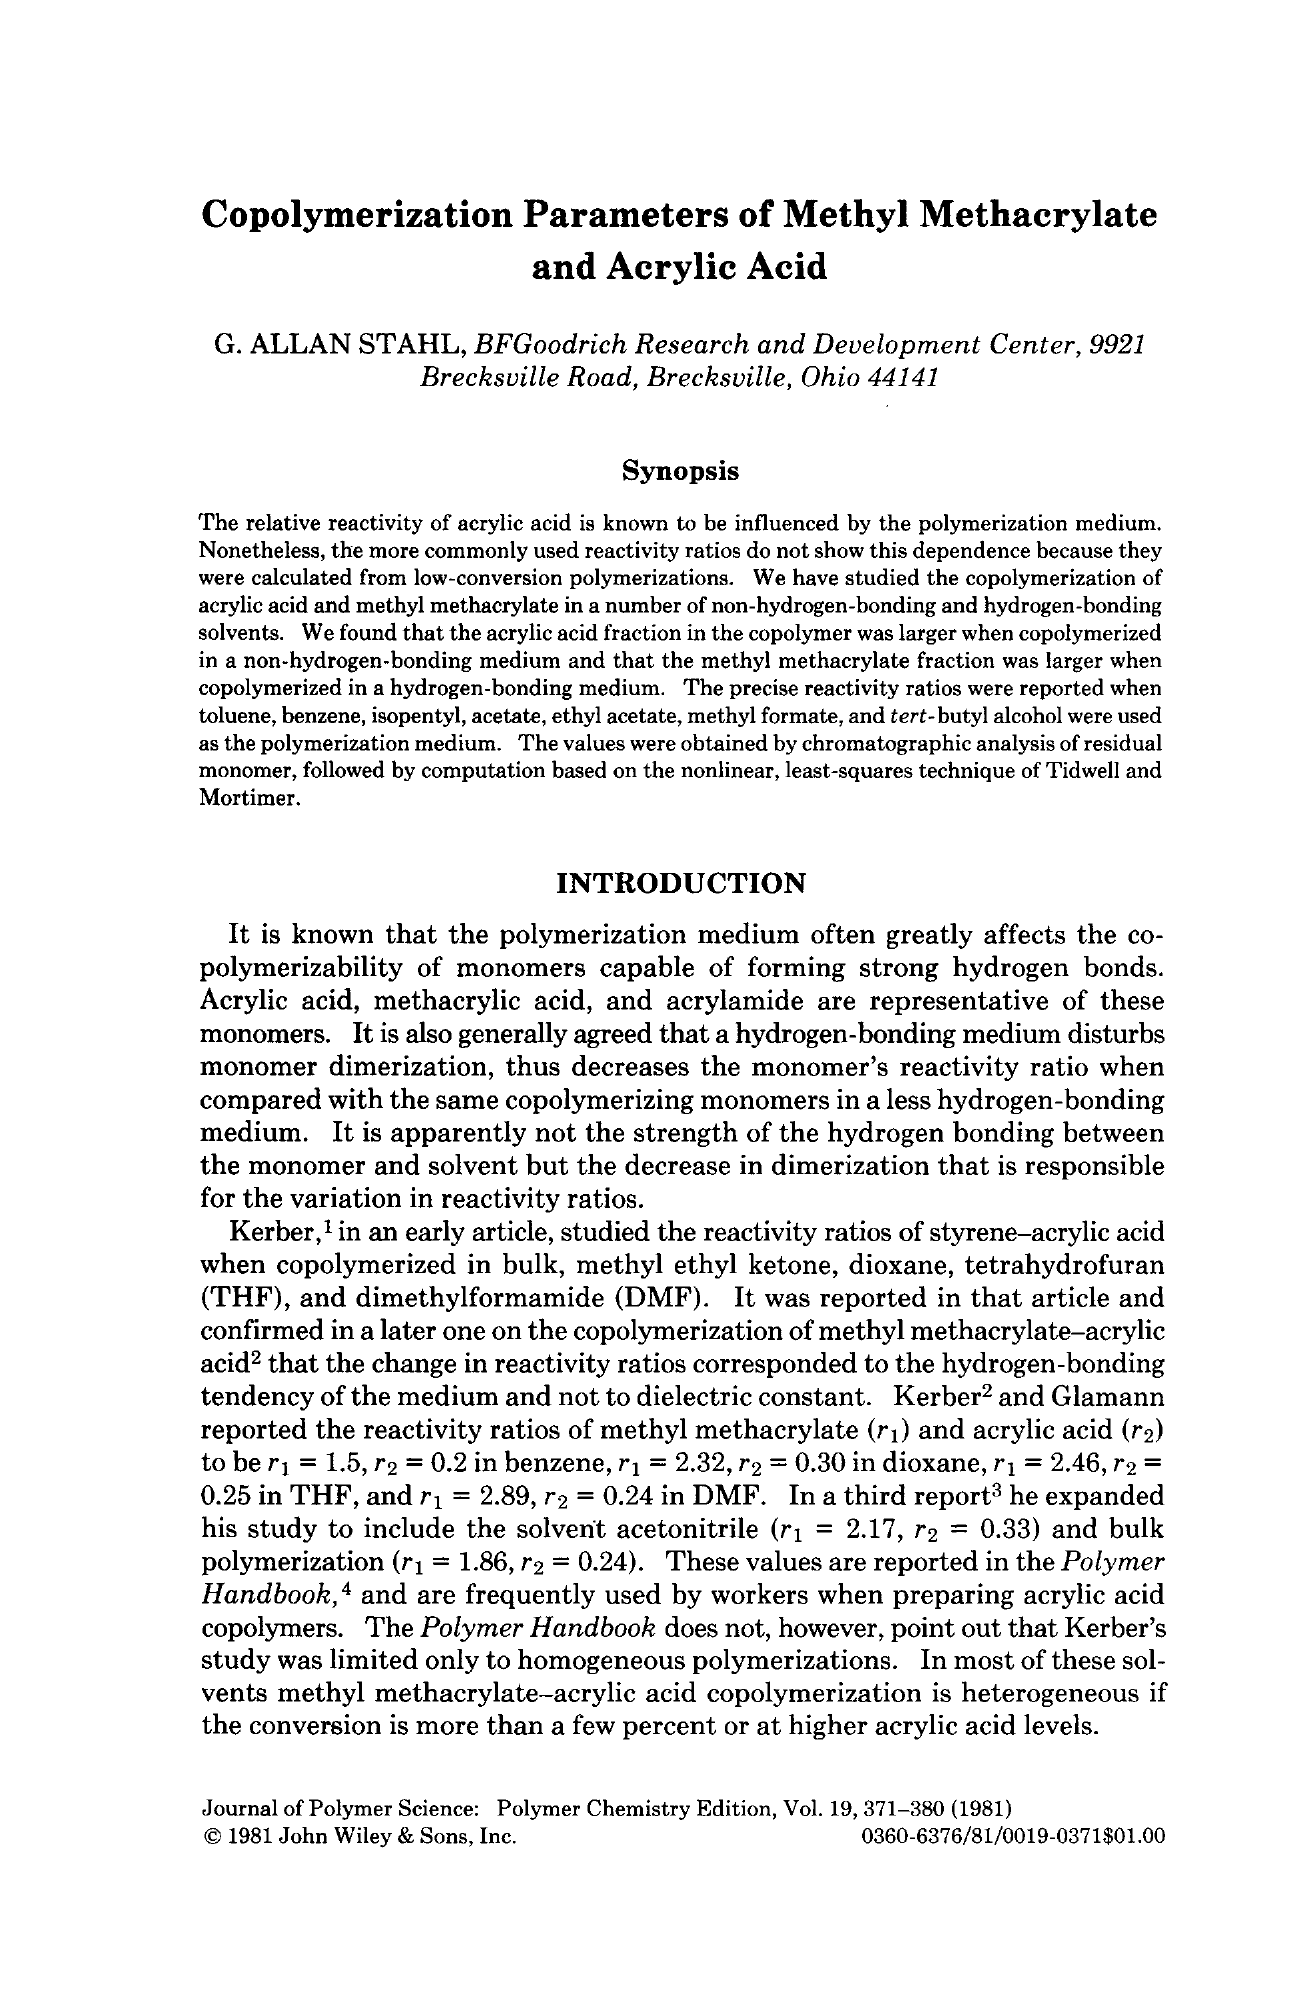 Copolymerization Parameters of Methyl Methacrylate
and Acrylic Acid
G. ALLAN STAHL, BFGoodrich Research and Development Center, 9921
Brecksville Road, Brecksville, Ohio 44141
Synopsis
The relative reactivity of acrylic acid is known to be influenced by the polymerization medium.
Nonetheless, the more commonly used reactivity ratios do not show this dependence because they
were calculated from low-conversion polymerizations. We have studied the copolymerization of
acrylic acid and methyl methacrylate in a number of non-hydrogen-bonding and hydrogen-bonding
solvents. We found that the acrylic acid fraction in the copolymer was larger when copolymerized
in a non-hydrogen-bonding medium and that the methyl methacrylate fraction was larger when
copolymerized in a hydrogen-bonding medium. The precise reactivity ratios were reported when
toluene, benzene, isopentyl, acetate, ethyl acetate, methyl formate, and tert-butyl alcohol were used
as the polymerization medium. The values were obtained by chromatographic analysis of residual
monomer, followed by computation based on the nonlinear, least-squares technique of Tidwell and
Mortimer.
INTRODUCTION
It is known that the polymerization medium often greatly affects the co-
polymerizability of monomers capable of forming strong hydrogen bonds.
Acrylic acid, methacrylic acid, and acrylamide are representative of these
monomers. It is also generally agreed that a hydrogen-bonding medium disturbs
monomer dimerization, thus decreases the monomer's reactivity ratio when
compared with the same copolymerizing monomers in a less hydrogen-bonding
medium. It is apparently not the strength of the hydrogen bonding between
the monomer and solvent but the decrease in dimerization that is responsible
for the variation in reactivity ratios.
Kerber,¹ in an early article, studied the reactivity ratios of styrene–acrylic acid
when copolymerized in bulk, methyl ethyl ketone, dioxane, tetrahydrofuran
(THF), and dimethylformamide (DMF). It was reported in that article and
confirmed in a later one on the copolymerization of methyl methacrylate–acrylic
acid² that the change in reactivity ratios corresponded to the hydrogen-bonding
tendency of the medium and not to dielectric constant. Kerber² and Glamann
reported the reactivity ratios of methyl methacrylate (r₁) and acrylic acid (r₂)
to be r₁ = 1.5, r₂ = 0.2 in benzene, r₁ = 2.32, r₂ = 0.30 in dioxane, r₁ = 2.46, r₂ =
0.25 in THF, and r₁ = 2.89, r₂ = 0.24 in DMF. In a third report³ he expanded
his study to include the solvent acetonitrile (r₁ = 2.17, r₂ = 0.33) and bulk
polymerization (r₁ = 1.86, r₂ = 0.24). These values are reported in the Polymer
Handbook,⁴ and are frequently used by workers when preparing acrylic acid
copolymers. The Polymer Handbook does not, however, point out that Kerber's
study was limited only to homogeneous polymerizations. In most of these sol-
vents methyl methacrylate–acrylic acid copolymerization is heterogeneous if
the conversion is more than a few percent or at higher acrylic acid levels.
Journal of Polymer Science: Polymer Chemistry Edition, Vol. 19, 371–380 (1981)
© 1981 John Wiley & Sons, Inc. 0360-6376/81/0019-0371$01.00